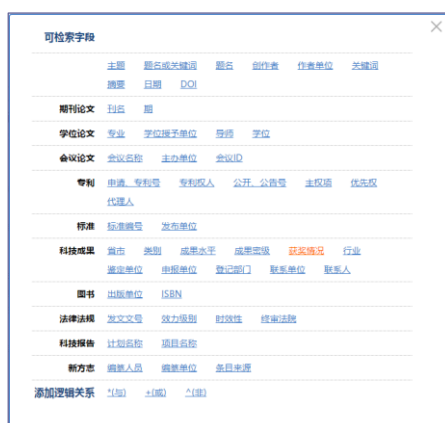 可检索字段
主题 题名或关键词 题名 创作者 作者单位 关键词
摘要 日期 DOI
期刊论文 刊名 期
学位论文 专业 学位授予单位 导师 学位
会议论文 会议名称 主办单位 会议ID
专利 申请、专利号 专利权人 公开、公告号 主权项 优先权
代理人
标准 标准编号 发布单位
科技成果 省市 类别 成果水平 成果密级 获奖情况 行业
鉴定单位 申报单位 登记部门 联系单位 联系人
图书 出版单位 ISBN
法律法规 发文文号 效力级别 时效性 终审法院
科技报告 计划名称 项目名称
新方志 编纂人员 编纂单位 条目来源
添加逻辑关系 *(与) +(或) ^(非)